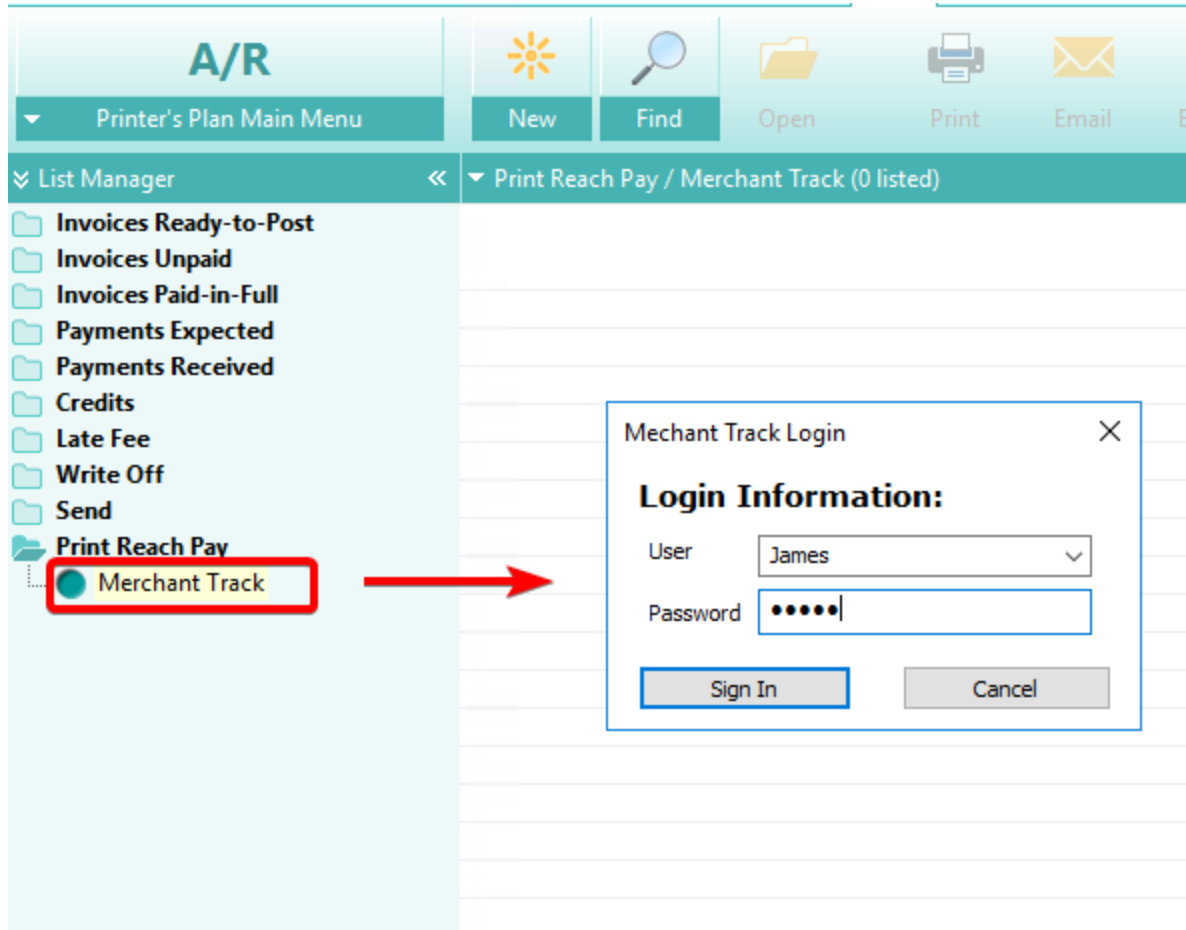 A/R
Printer's Plan Main Menu
New
Find
Open
Print
Email
List Manager
Print Reach Pay / Merchant Track (0 listed)
Invoices Ready-to-Post
Invoices Unpaid
Invoices Paid-in-Full
Payments Expected
Payments Received
Credits
Late Fee
Write Off
Send
Print Reach Pay
Merchant Track
Mechant Track Login
Login Information:
User James
Password •••••
Sign In Cancel